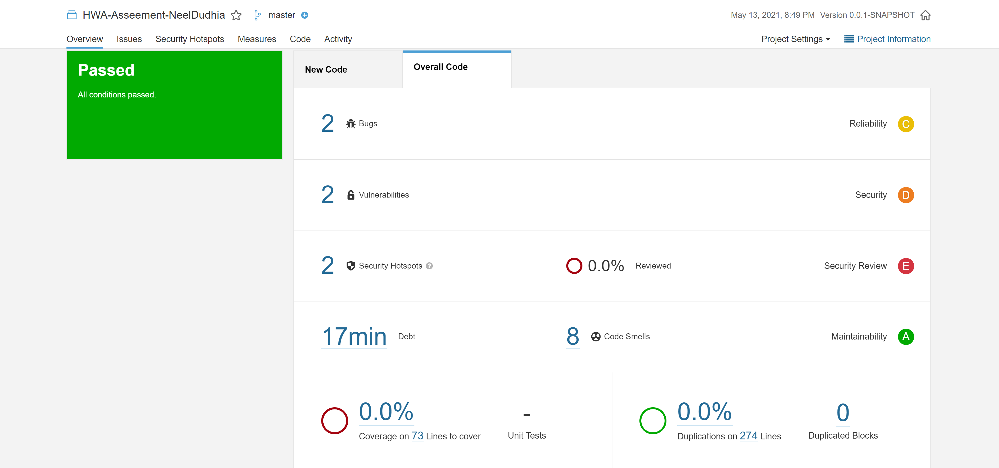 HWA-Asseement-NeelDudhia master May 13, 2021, 8:49 PM Version 0.0.1-SNAPSHOT
Overview Issues Security Hotspots Measures Code Activity Project Settings Project Information
Passed
All conditions passed.
New Code Overall Code
2 Bugs Reliability C
2 Vulnerabilities Security D
2 Security Hotspots ? 0.0% Reviewed Security Review E
17min Debt 8 Code Smells Maintainability A
0.0% - 0.0% 0
Coverage on 73 Lines to cover Unit Tests Duplications on 274 Lines Duplicated Blocks